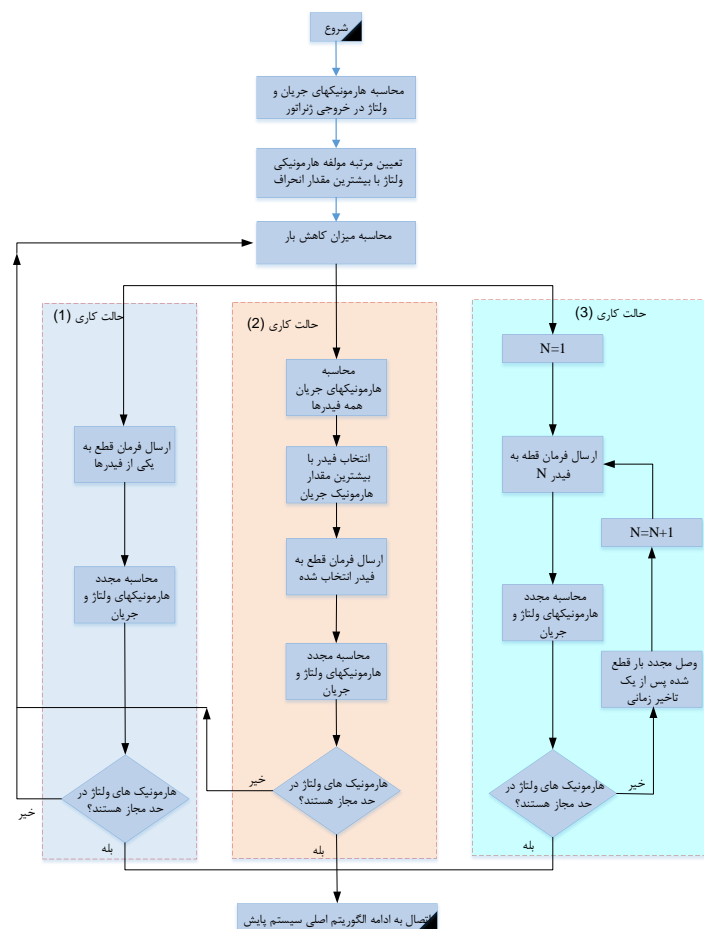 شروع
محاسبه هارمونیکهای جریان و
ولتاژ در خروجی ژنراتور
تعیین مرتبه مولفه هارمونیکی
ولتاژ با بیشترین مقدار انحراف
محاسبه میزان کاهش بار
حالت کاری (1)
ارسال فرمان قطع به
یکی از فیدرها
محاسبه مجدد
هارمونیکهای ولتاژ و
جریان
هارمونیک های ولتاژ در
حد مجاز هستند؟
خیر
بله
حالت کاری (2)
محاسبه
هارمونیکهای جریان
همه فیدرها
انتخاب فیدر با
بیشترین مقدار
هارمونیک جریان
ارسال فرمان قطع به
فیدر انتخاب شده
محاسبه مجدد
هارمونیکهای ولتاژ و
جریان
هارمونیک های ولتاژ در
حد مجاز هستند؟
خیر
بله
حالت کاری (3)
N=1
ارسال فرمان قطه به
فیدر N
محاسبه مجدد
هارمونیکهای ولتاژ و
جریان
هارمونیک های ولتاژ در
حد مجاز هستند؟
خیر
بله
وصل مجدد بار قطع
شده پس از یک
تاخیر زمانی
N=N+1
اتصال به ادامه الگوریتم اصلی سیستم پایش